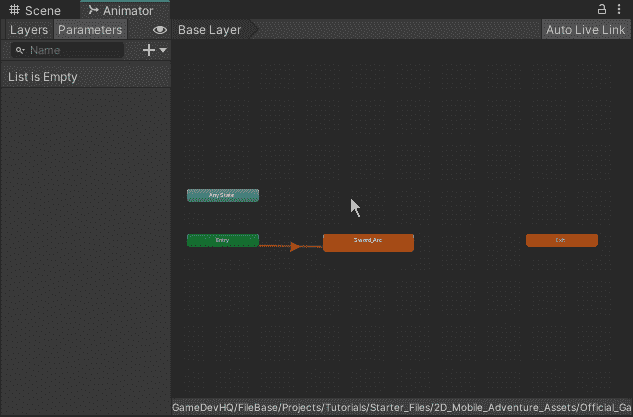 Scene Animator
Layers Parameters Base Layer Auto Live Link
Name
List is Empty
Any State
Entry Sword_Arc Exit
GameDevHQ/FileBase/Projects/Tutorials/Starter_Files/2D_Mobile_Adventure_Assets/Official_Ga